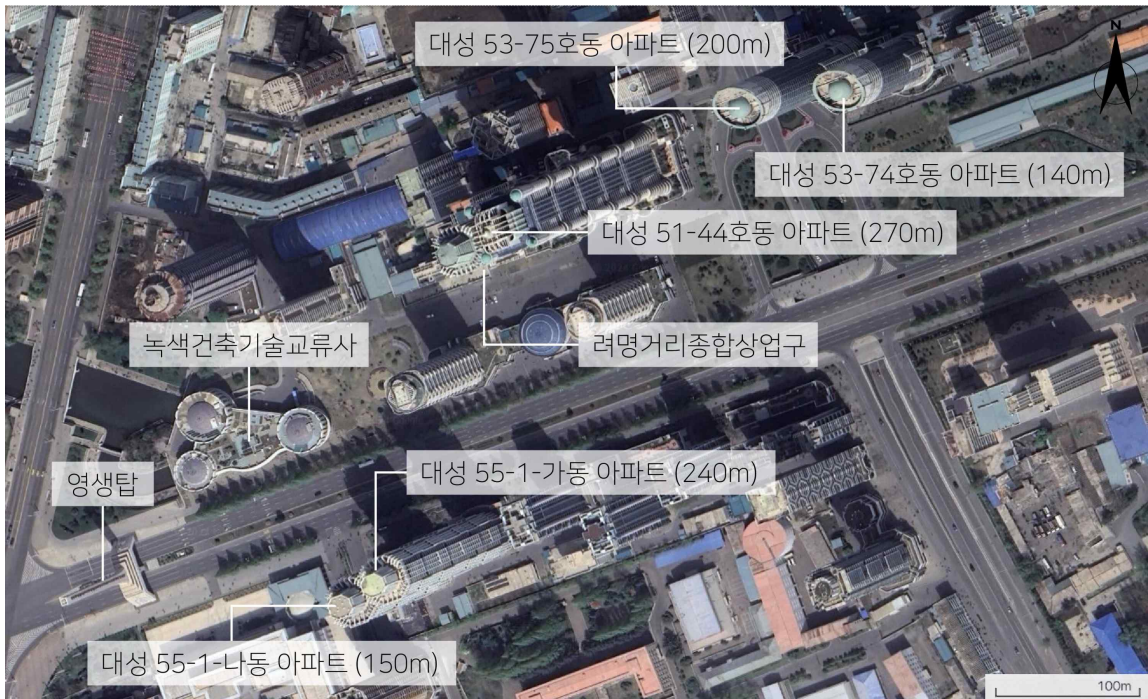 대성 53-75호동 아파트 (200m)
N
대성 53-74호동 아파트 (140m)
대성 51-44호동 아파트 (270m)
녹색건축기술교류사
려명거리종합상업구
영생탑
대성 55-1-가동 아파트 (240m)
대성 55-1-나동 아파트 (150m)
100m